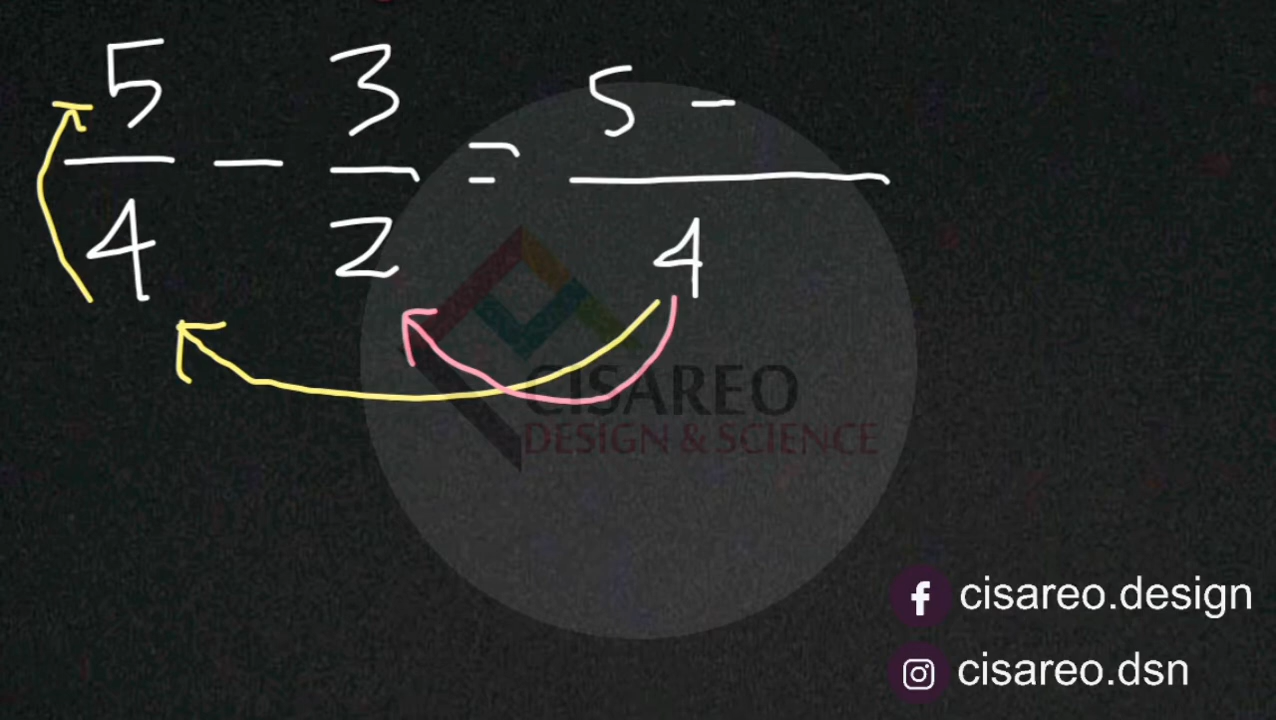 5/4 - 3/2 = 5 -/4
CISAREO
DESIGN & SCIENCE
cisareo.design
cisareo.dsn